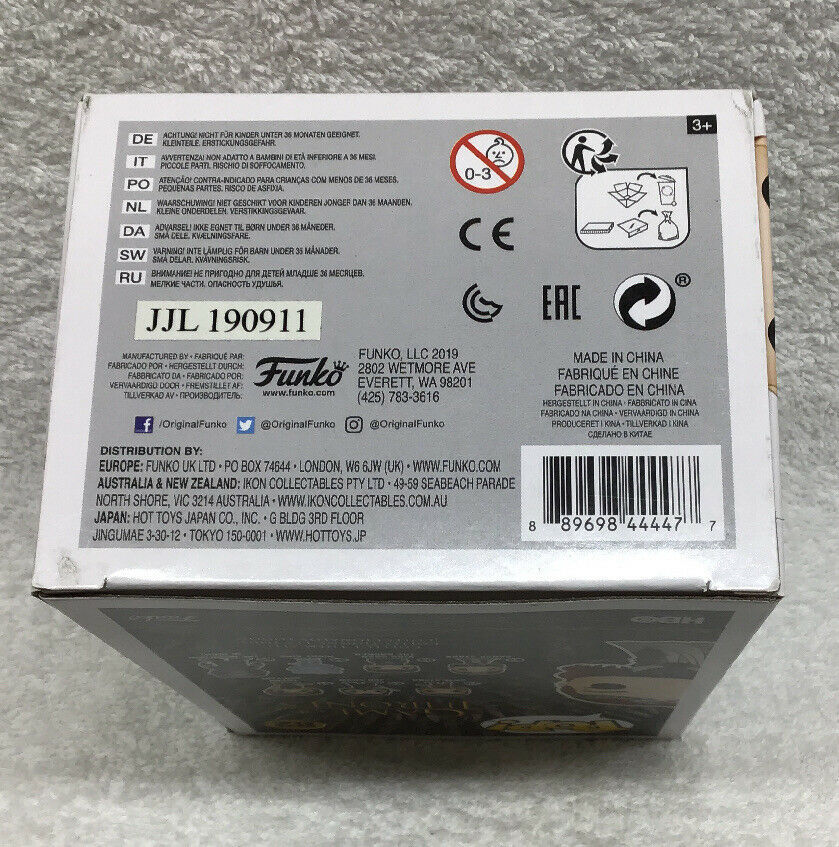 3+
DE ACHTUNG! NICHT FÜR KINDER UNTER 36 MONATEN GEEIGNET.
KLEINTEILE. ERSTICKUNGSGEFAHR.
IT AVVERTENZA! NON ADATTO A BAMBINI DI ETÀ INFERIORE A 36 MESI.
PICCOLE PARTI. RISCHIO DI SOFFOCAMENTO.
PO ATENÇÃO! CONTRA-INDICADO PARA CRIANÇAS COM MENOS DE 36 MESES.
PEQUENAS PARTES. RISCO DE ASFIXIA.
NL WAARSCHUWING! NIET GESCHIKT VOOR KINDEREN JONGER DAN 36 MAANDEN.
KLEINE ONDERDELEN. VERSTIKKINGSGEVAAR.
DA ADVARSEL! IKKE EGNET TIL BØRN UNDER 36 MÅNEDER.
SMÅ DELE. KVÆLNINGSFARE.
SW VARNING! INTE LÄMPLIG FÖR BARN UNDER 36 MÅNADER.
SMÅ DELAR. KVÄVNINGSRISK.
RU ВНИМАНИЕ! НЕ ПРИГОДНО ДЛЯ ДЕТЕЙ МЛАДШЕ 36 МЕСЯЦЕВ.
МЕЛКИЕ ЧАСТИ. ОПАСНОСТЬ УДУШЬЯ.
0-3
CE
EAC
®
JJL 190911
MANUFACTURED BY • FABRIQUÉ PAR:
FABRICADO POR • HERGESTELLT DURCH:
FABBRICATO DA • FABRICADO POR:
VERVAARDIGD DOOR • FREMSTILLET AF:
TILLVERKAD AV • ПРОИЗВОДИТЕЛЬ:
Funko
www.funko.com
FUNKO, LLC 2019
2802 WETMORE AVE
EVERETT, WA 98201
(425) 783-3616
MADE IN CHINA
FABRIQUÉ EN CHINE
FABRICADO EN CHINA
HERGESTELLT IN CHINA • FABBRICATO IN CINA
FABRICADO NA CHINA • VERVAARDIGD IN CHINA
PRODUCERET I KINA • TILLVERKAD I KINA
СДЕЛАНО В КИТАЕ
/OriginalFunko @OriginalFunko @OriginalFunko
DISTRIBUTION BY:
EUROPE: FUNKO UK LTD • PO BOX 74644 • LONDON, W6 6JW (UK) • WWW.FUNKO.COM
AUSTRALIA & NEW ZEALAND: IKON COLLECTABLES PTY LTD • 49-59 SEABEACH PARADE
NORTH SHORE, VIC 3214 AUSTRALIA • WWW.IKONCOLLECTABLES.COM.AU
JAPAN: HOT TOYS JAPAN CO., INC. • G BLDG 3RD FLOOR
JINGUMAE 3-30-12 • TOKYO 150-0001 • WWW.HOTTOYS.JP
8 89698 44447 7
HBO